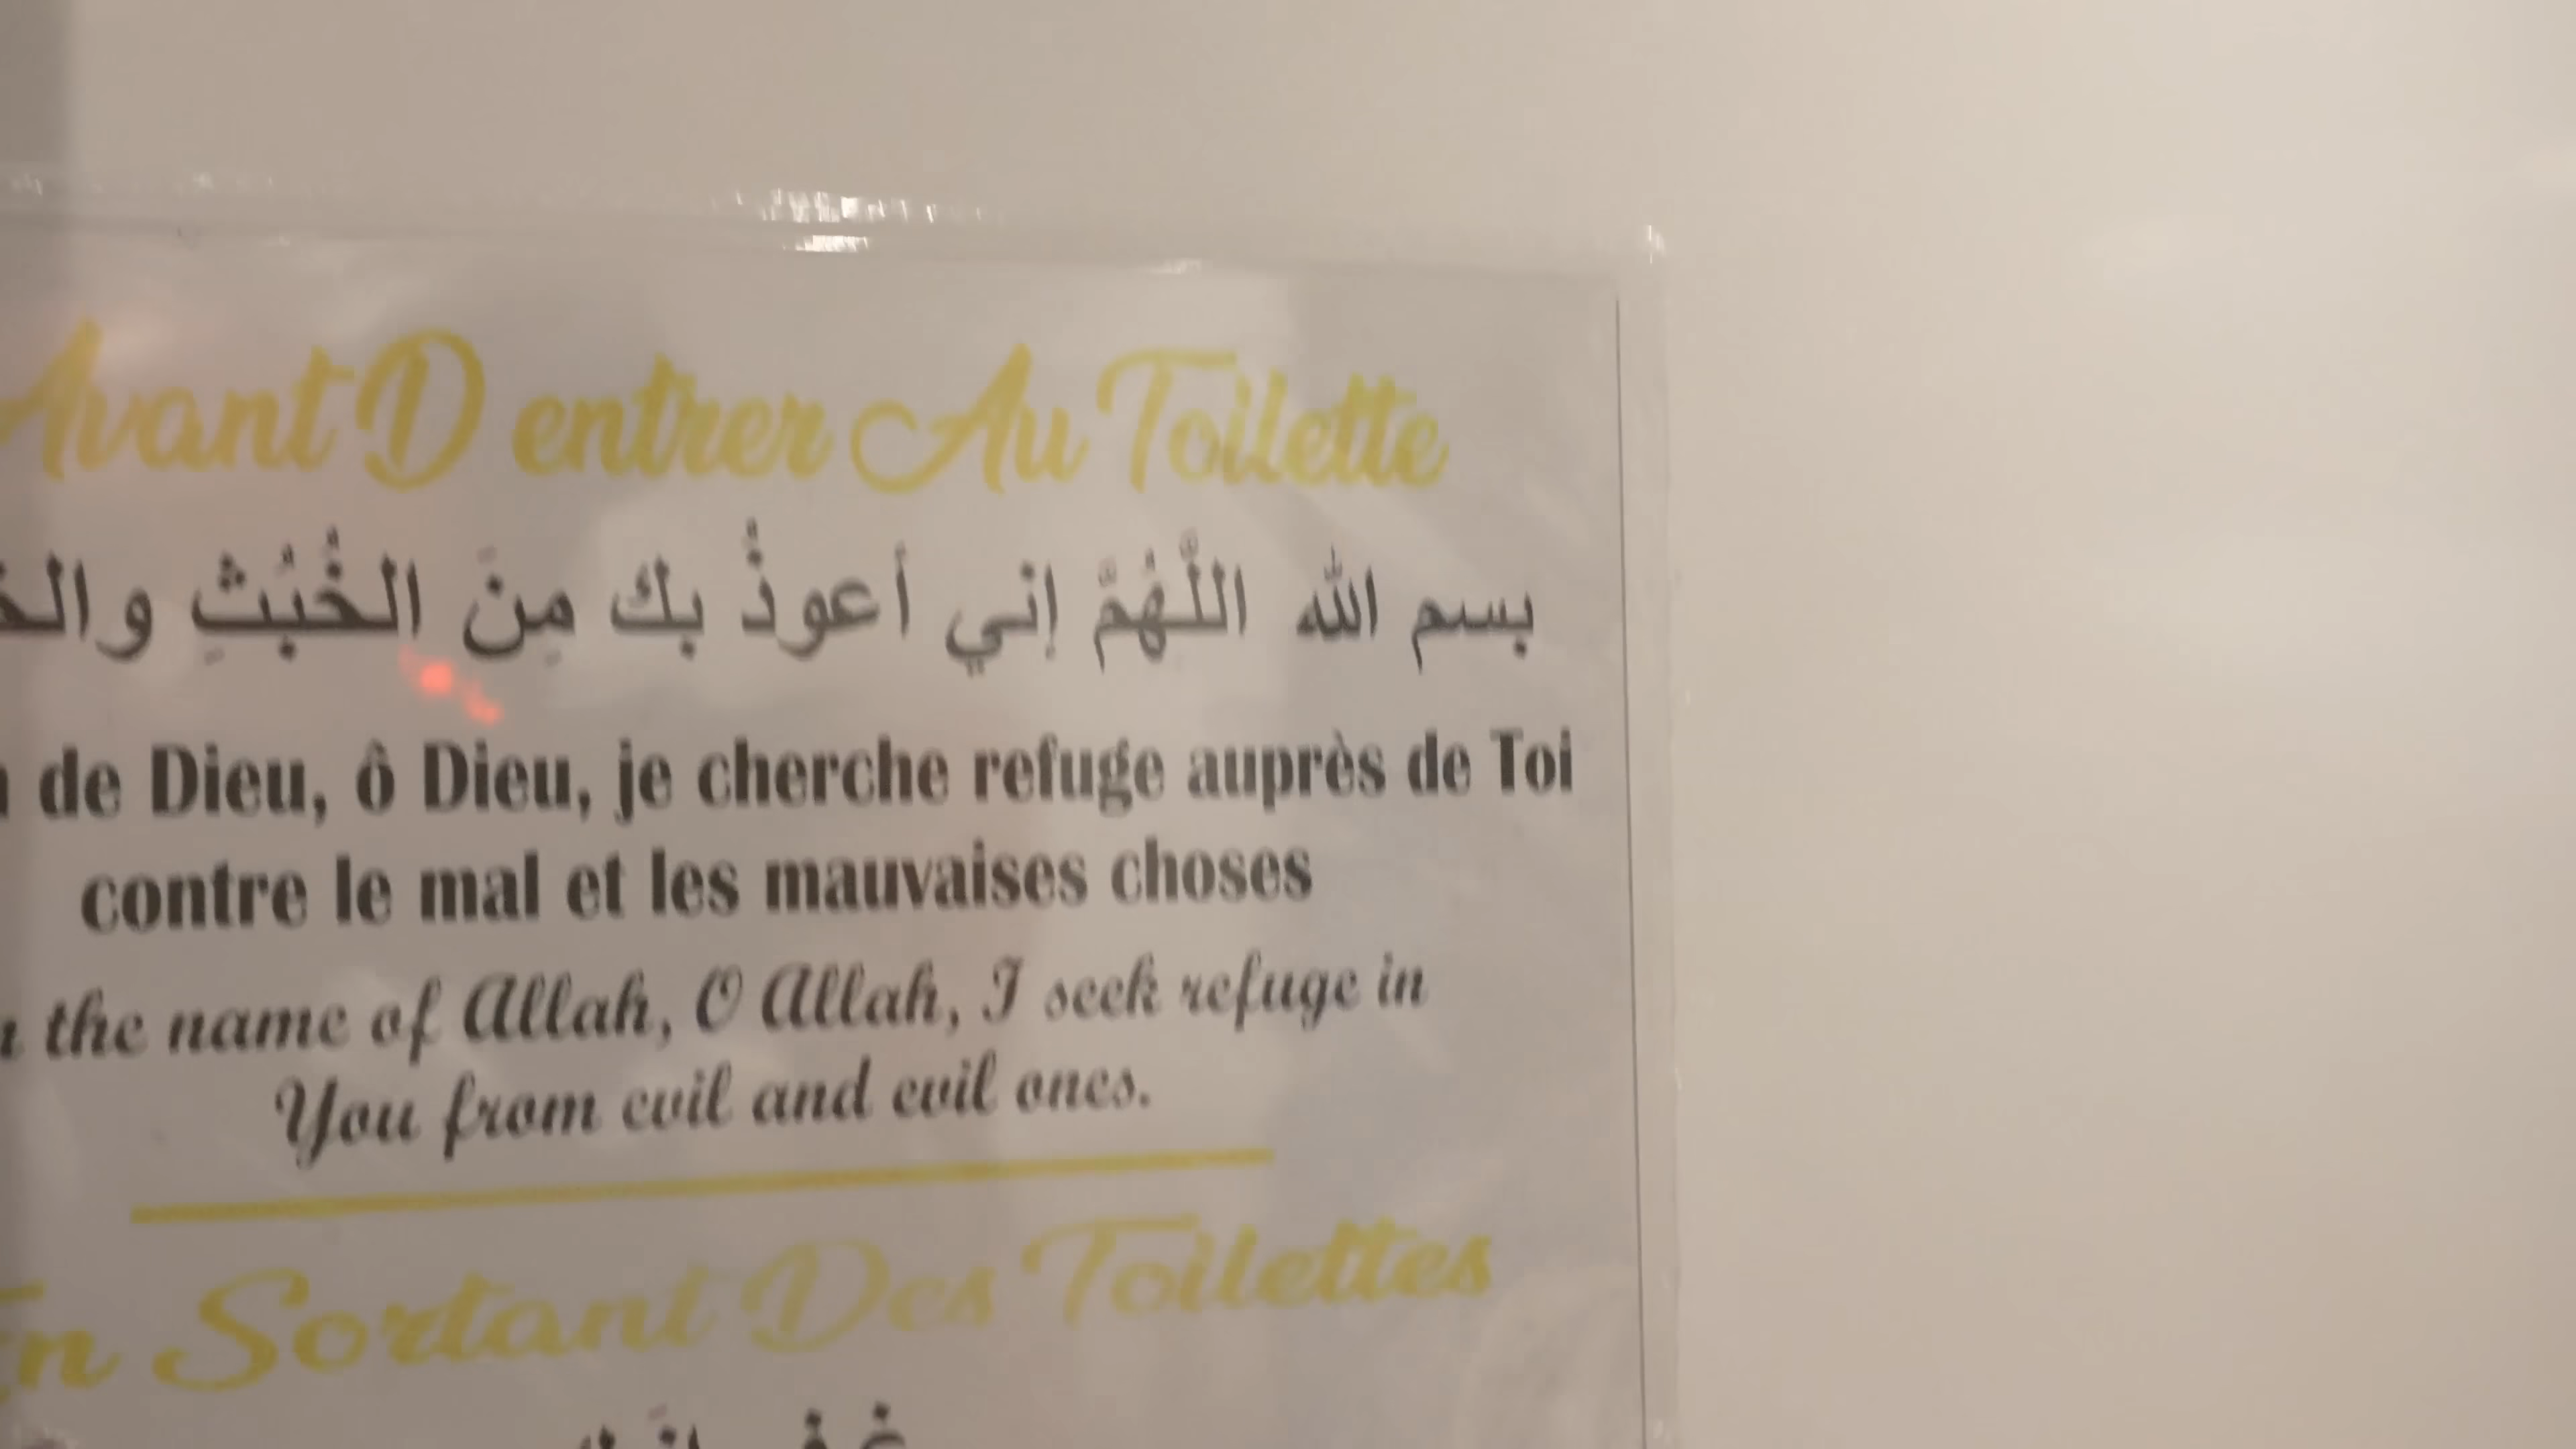 Avant D entrer Au Toilette
بسم الله اللَّهُمَّ إني أعوذُ بك مِنَ الخُبُثِ
de Dieu, ô Dieu, je cherche refuge auprès de Toi
contre le mal et les mauvaises choses
the name of Allah, O Allah, I seek refuge in
You from evil and evil ones.
En Sortant Des Toilettes